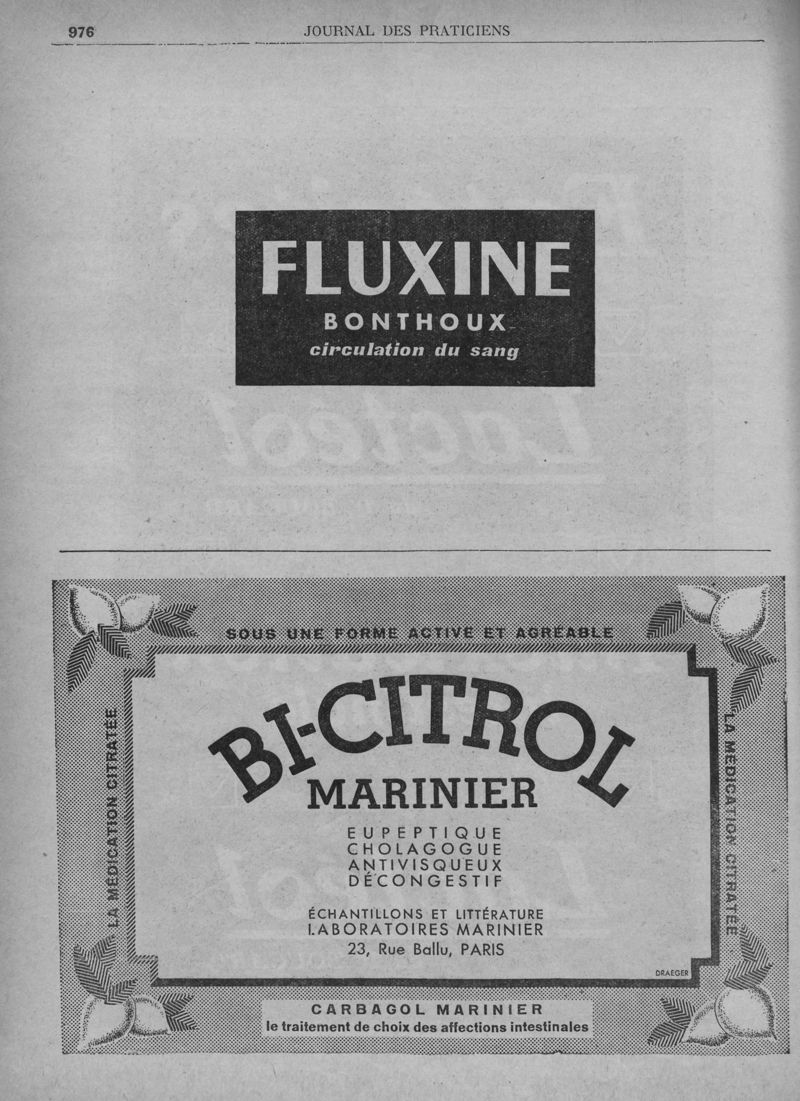 976
JOURNAL DES PRATICIENS
FLUXINE
BONTHOUX
circulation du sang
SOUS UNE FORME ACTIVE ET AGRÉABLE
LA MÉDICATION CITRATÉE
BI-CITROL
MARINIER
EUPEPTIQUE
CHOLAGOGUE
ANTIVISQUEUX
DÉCONGESTIF
ÉCHANTILLONS ET LITTÉRATURE
LABORATOIRES MARINIER
23, Rue Ballu, PARIS
DRAEGER
LA MÉDICATION CITRATÉE
CARBAGOL MARINIER
le traitement de choix des affections intestinales